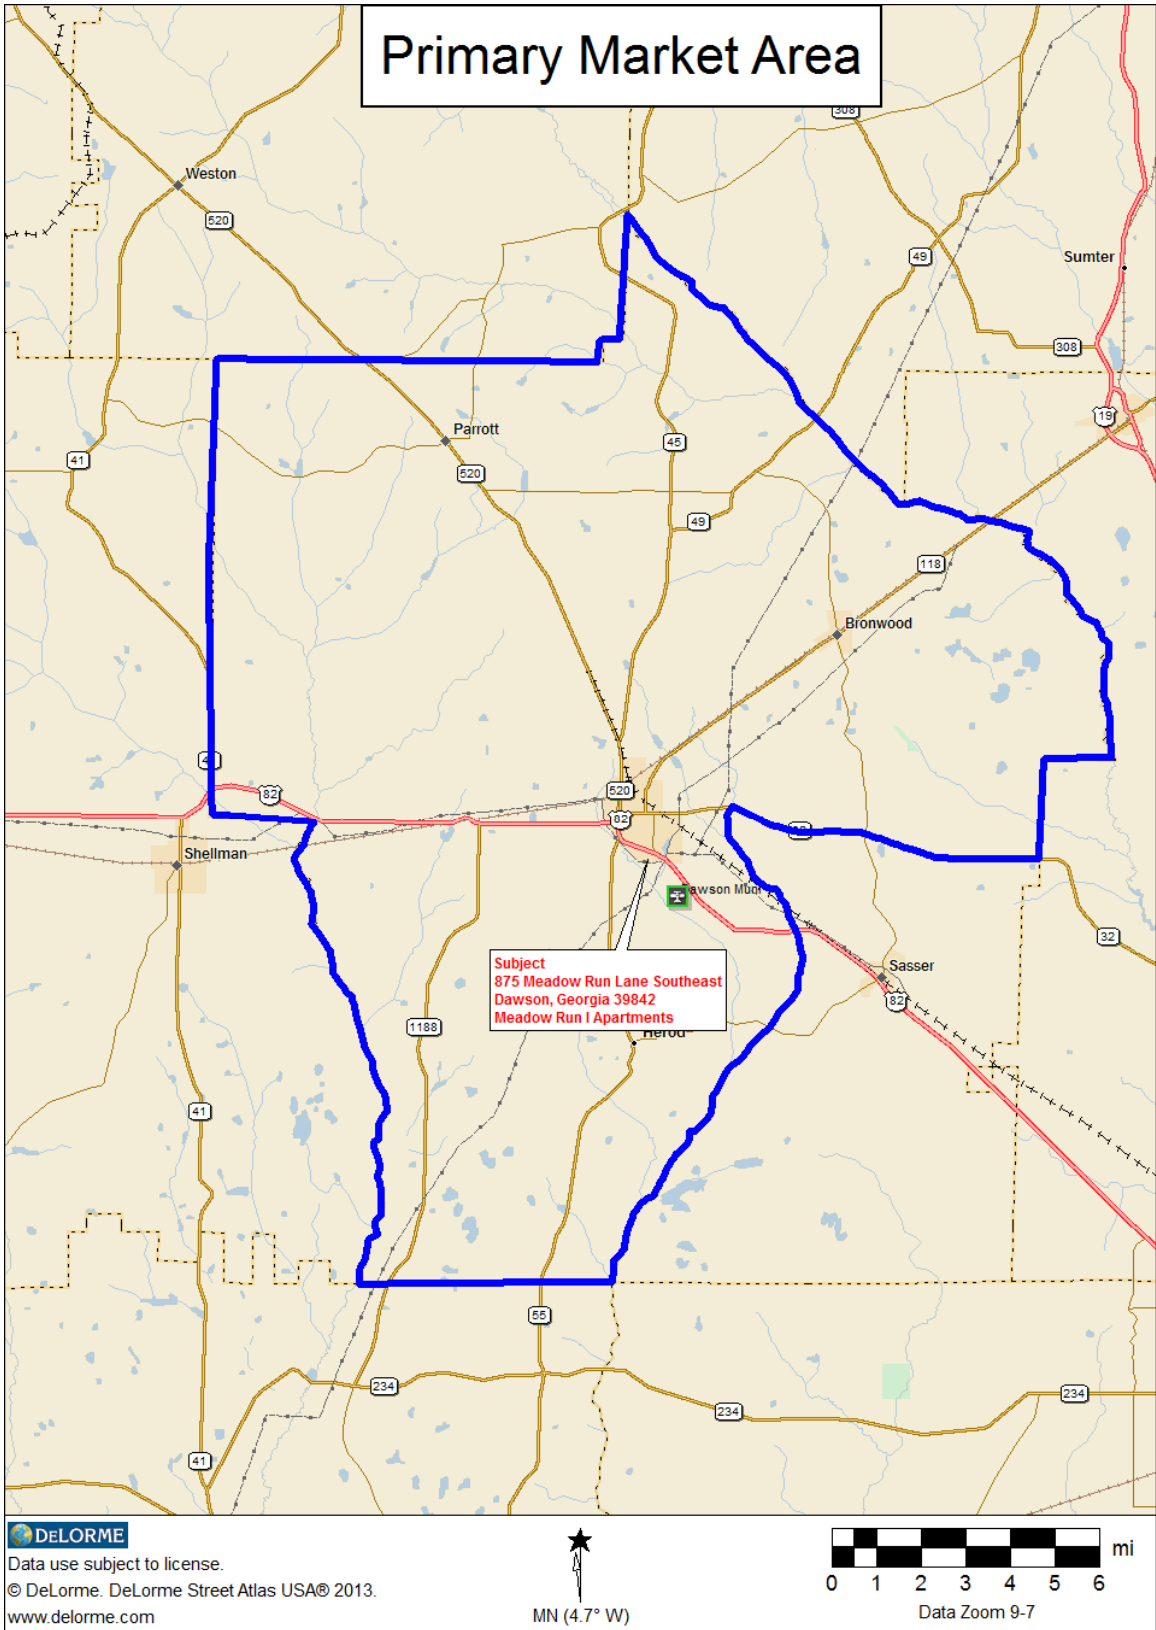 Primary Market Area
308
Weston
520
49
Sumter
308
19
Parrott
45
41
520
49
118
Bronwood
520
82
82
Shellman
Dawson
Subject
875 Meadow Run Lane Southeast
Dawson, Georgia 39842
Meadow Run I Apartments
Herod
32
Sasser
82
1188
41
55
234
234
234
41
DELORME
Data use subject to license.
© DeLorme. DeLorme Street Atlas USA® 2013.
www.delorme.com
MN (4.7° W)
mi
0 1 2 3 4 5 6
Data Zoom 9-7